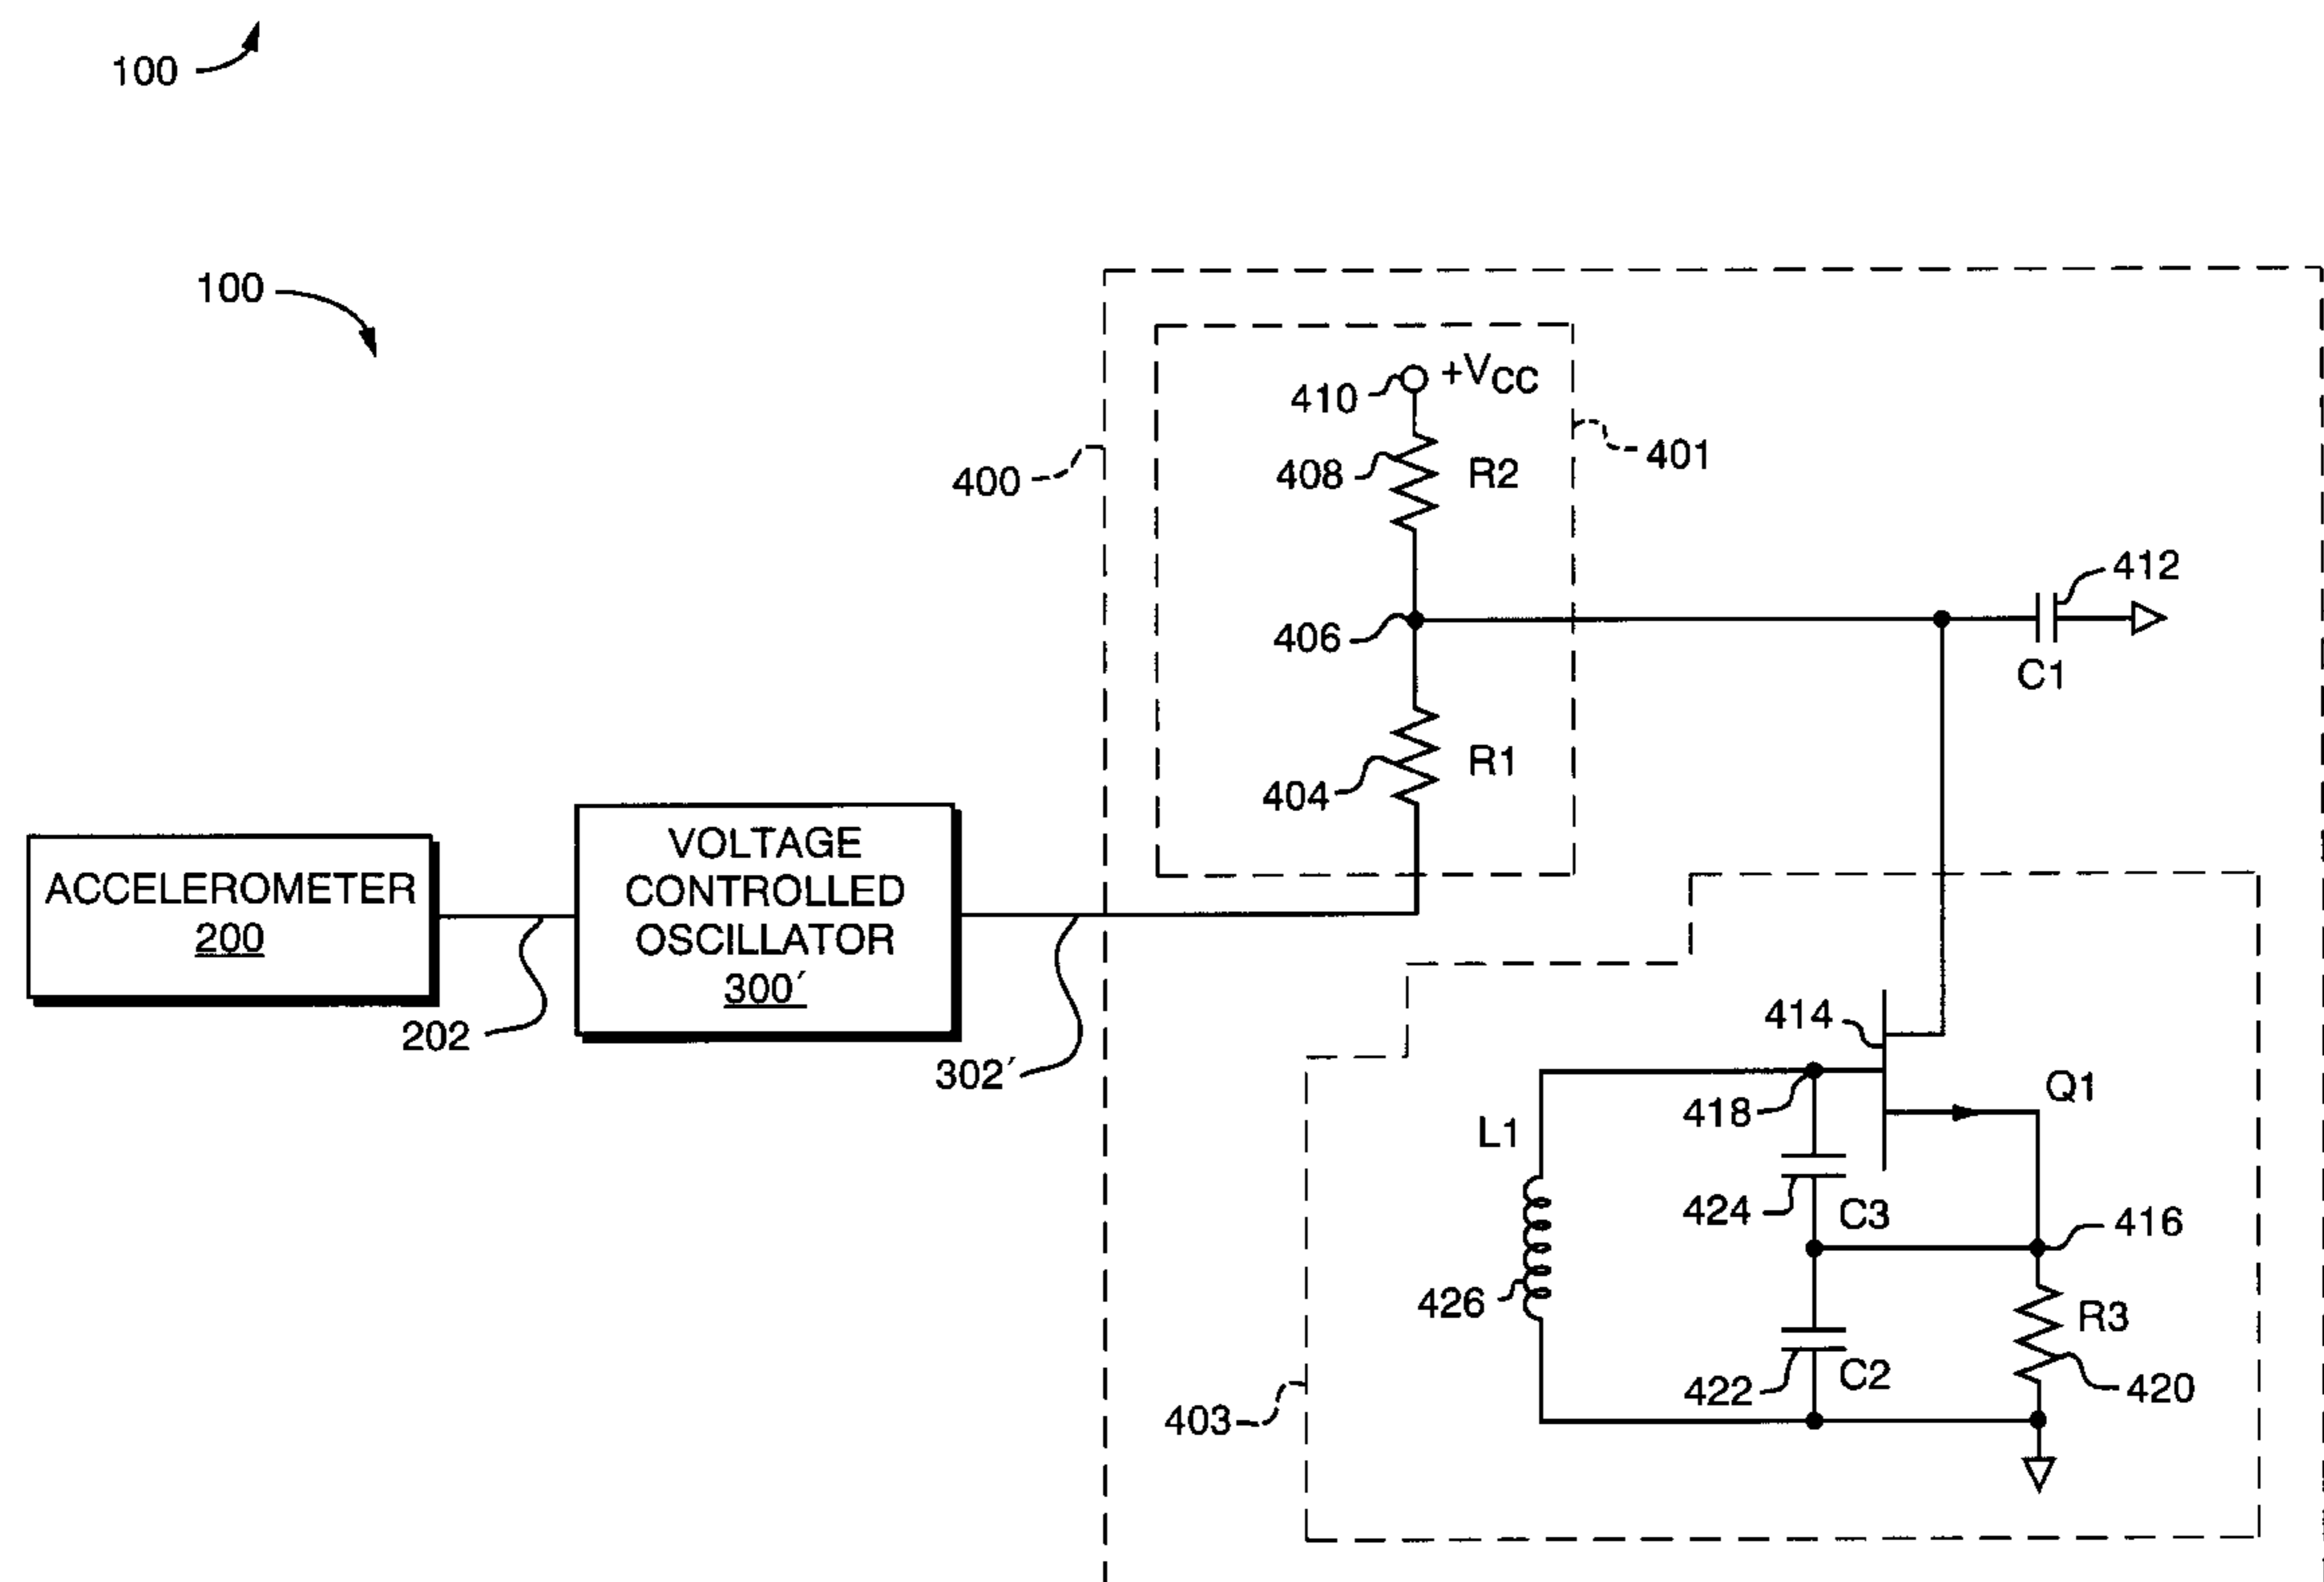 100
100
410
+VCC
400
408
R2
401
412
406
C1
R1
404
ACCELEROMETER
200
VOLTAGE
CONTROLLED
OSCILLATOR
300′
202
302′
414
418
Q1
L1
424
C3
416
426
R3
422
C2
420
403